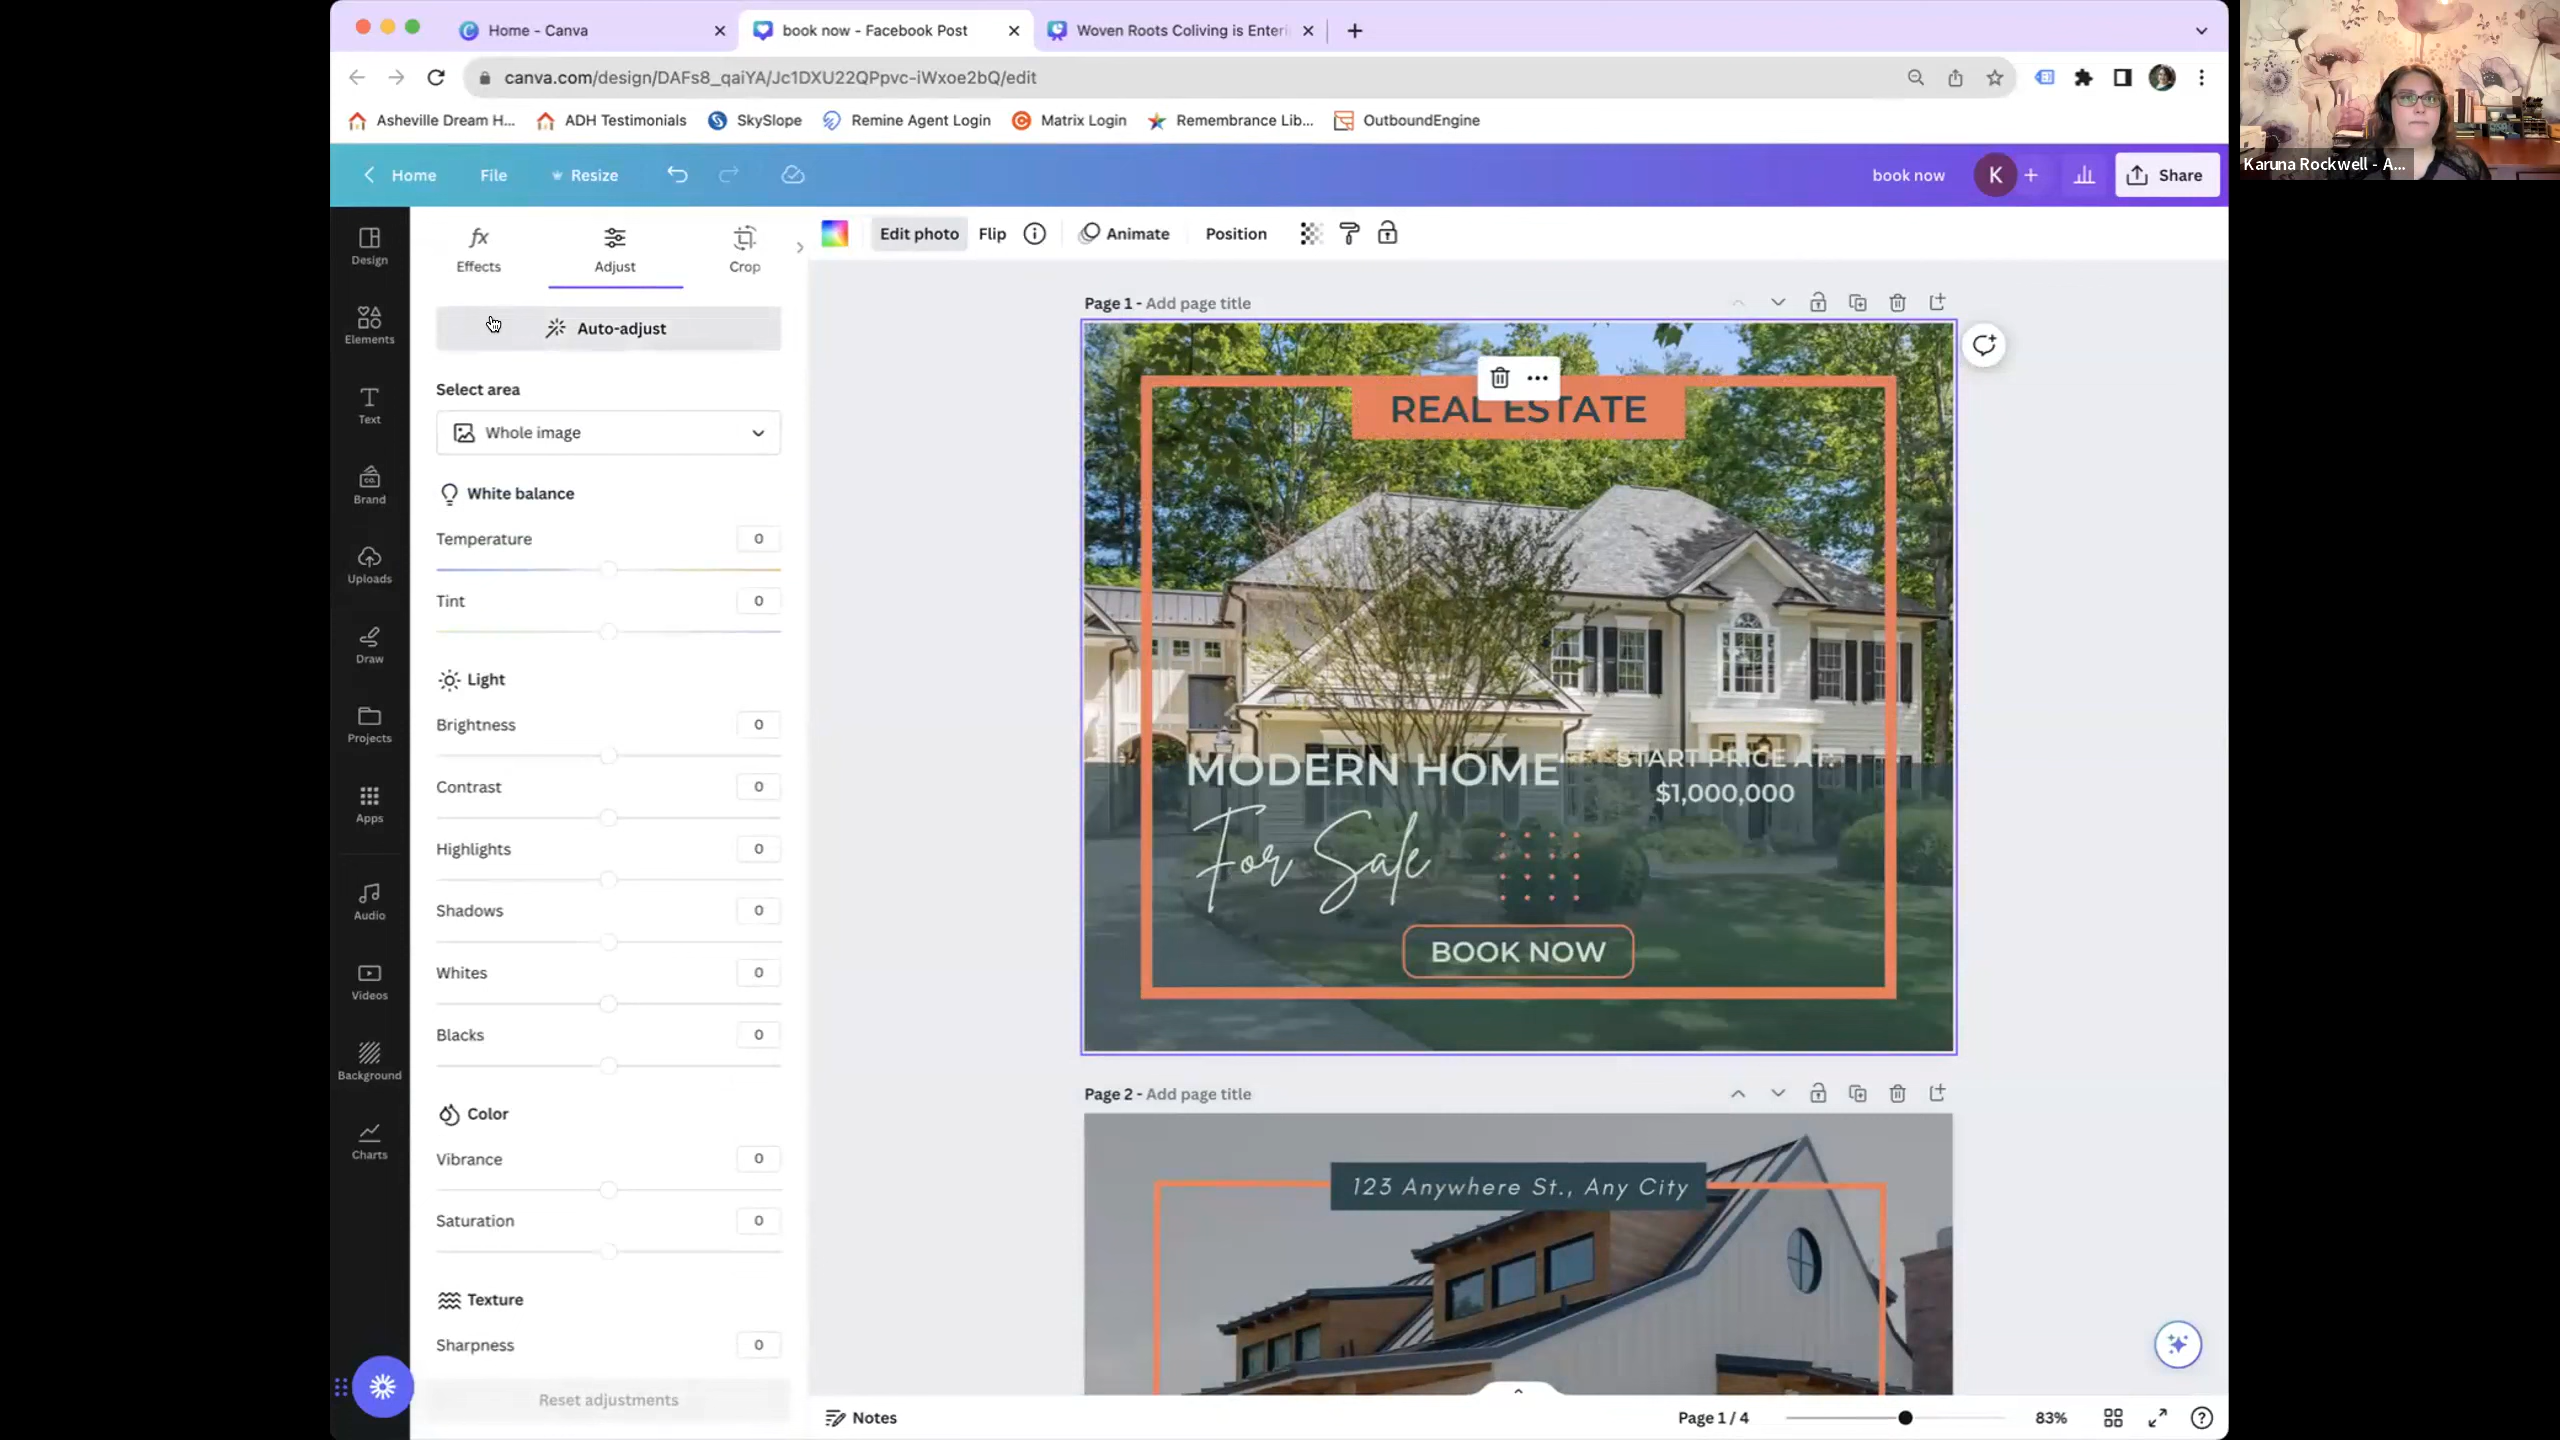 Home - Canva
book now - Facebook Post
Woven Roots Coliving is Enteri
canva.com/design/DAFs8_qaiYA/Jc1DXU22QPpvc-iWxoe2bQ/edit
Asheville Dream H...
ADH Testimonials
SkySlope
Remine Agent Login
Matrix Login
Remembrance Lib...
OutboundEngine
Karuna Rockwell - A...
Home
File
Resize
book now
K
Share
Design
Elements
Text
Brand
co.
Uploads
Draw
Projects
Apps
Audio
Videos
Background
Charts
fx
Effects
Adjust
Crop
Auto-adjust
Select area
Whole image
White balance
Temperature 0
Tint 0
Light
Brightness 0
Contrast 0
Highlights 0
Shadows 0
Whites 0
Blacks 0
Color
Vibrance 0
Saturation 0
Texture
Sharpness 0
Reset adjustments
Edit photo
Flip
Animate
Position
Page 1 - Add page title
REAL ESTATE
MODERN HOME
For Sale
START PRICE AT:
$1,000,000
BOOK NOW
Page 2 - Add page title
123 Anywhere St., Any City
Notes
Page 1 / 4
83%